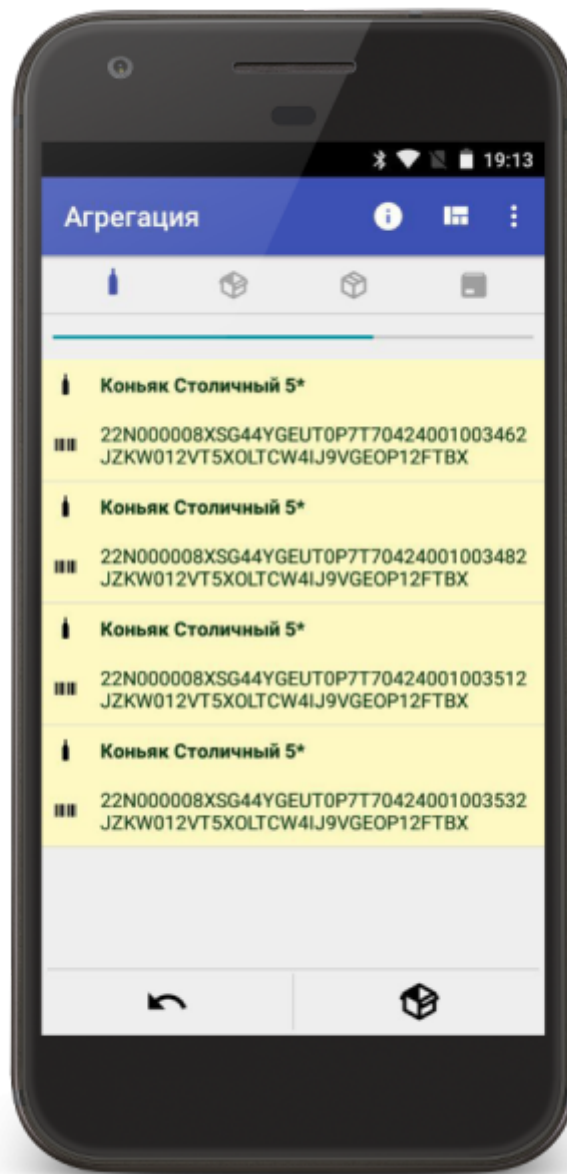 19:13
Агрегация
Коньяк Столичный 5*
22N000008XSG44YGEUT0P7T70424001003462
JZKW012VT5XOLTCW4IJ9VGEOP12FTBX
Коньяк Столичный 5*
22N000008XSG44YGEUT0P7T70424001003482
JZKW012VT5XOLTCW4IJ9VGEOP12FTBX
Коньяк Столичный 5*
22N000008XSG44YGEUT0P7T70424001003512
JZKW012VT5XOLTCW4IJ9VGEOP12FTBX
Коньяк Столичный 5*
22N000008XSG44YGEUT0P7T70424001003532
JZKW012VT5XOLTCW4IJ9VGEOP12FTBX